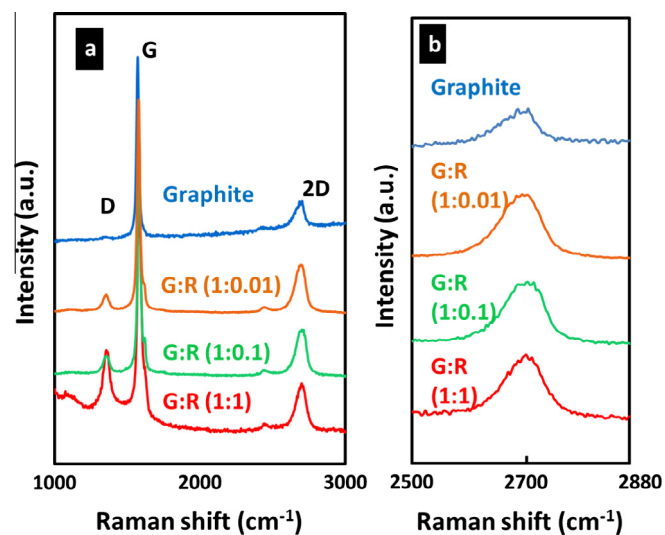 a
G
D
2D
Graphite
G:R (1:0.01)
G:R (1:0.1)
G:R (1:1)
Intensity (a.u.)
1000
2000
3000
Raman shift (cm⁻¹)
b
Graphite
G:R
(1:0.01)
G:R
(1:0.1)
G:R
(1:1)
Intensity (a.u.)
2500
2700
2880
Raman shift (cm⁻¹)